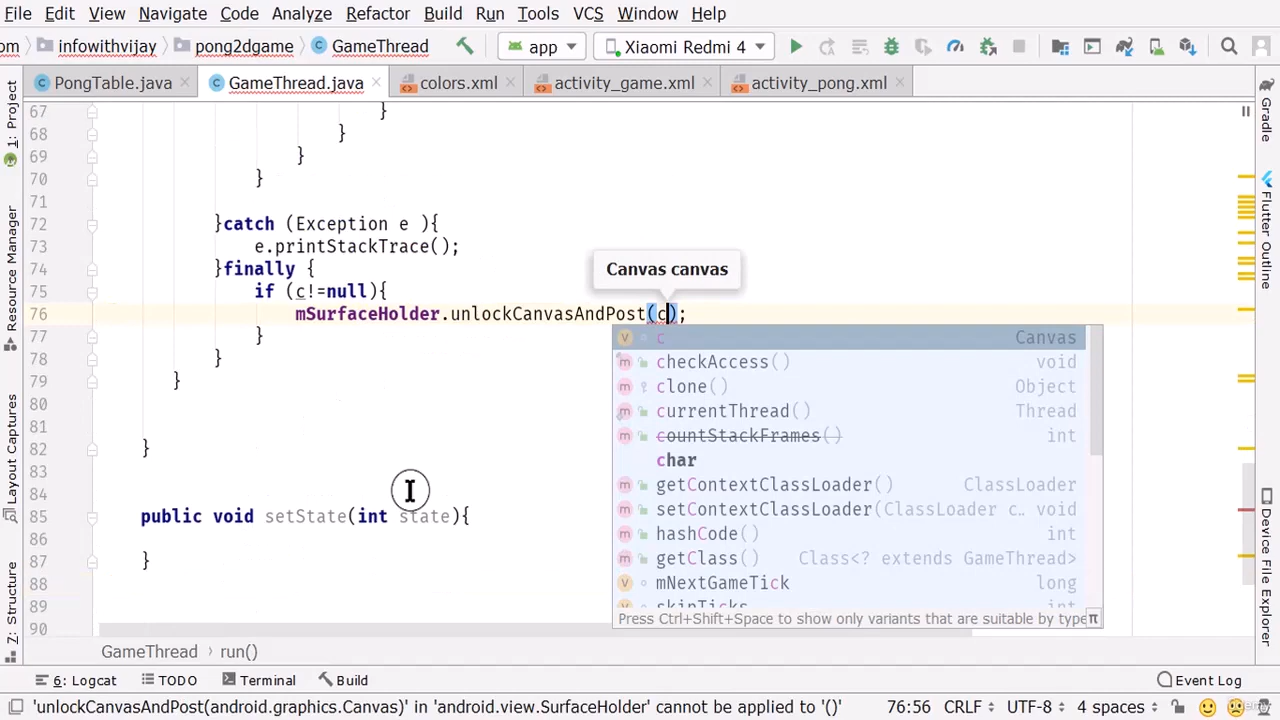 File Edit View Navigate Code Analyze Refactor Build Run Tools VCS Window Help
om infowithvijay pong2dgame GameThread app Xiaomi Redmi 4
PongTable.java GameThread.java colors.xml activity_game.xml activity_pong.xml
1: Project
Resource Manager
Layout Captures
Z: Structure
67 }
68 }
69 }
70 }
71
72 }catch (Exception e ){
73 e.printStackTrace();
74 }finally {
75 if (c!=null){
76 mSurfaceHolder.unlockCanvasAndPost(c);
77 }
78 }
79 }
80
81
82 }
83
84
85 public void setState(int state){
86
87 }
88
89
90
Canvas canvas
c Canvas
checkAccess() void
clone() Object
currentThread() Thread
countStackFrames() int
char
getContextClassLoader() ClassLoader
setContextClassLoader(ClassLoader c… void
hashCode() int
getClass() Class<? extends GameThread>
mNextGameTick long
skipTicks int
Press Ctrl+Shift+Space to show only variants that are suitable by type π
Gradle
Flutter Outline
Device File Explorer
GameThread run()
6: Logcat TODO Terminal Build Event Log
'unlockCanvasAndPost(android.graphics.Canvas)' in 'android.view.SurfaceHolder' cannot be applied to '()' 76:56 CRLF UTF-8 4 spaces